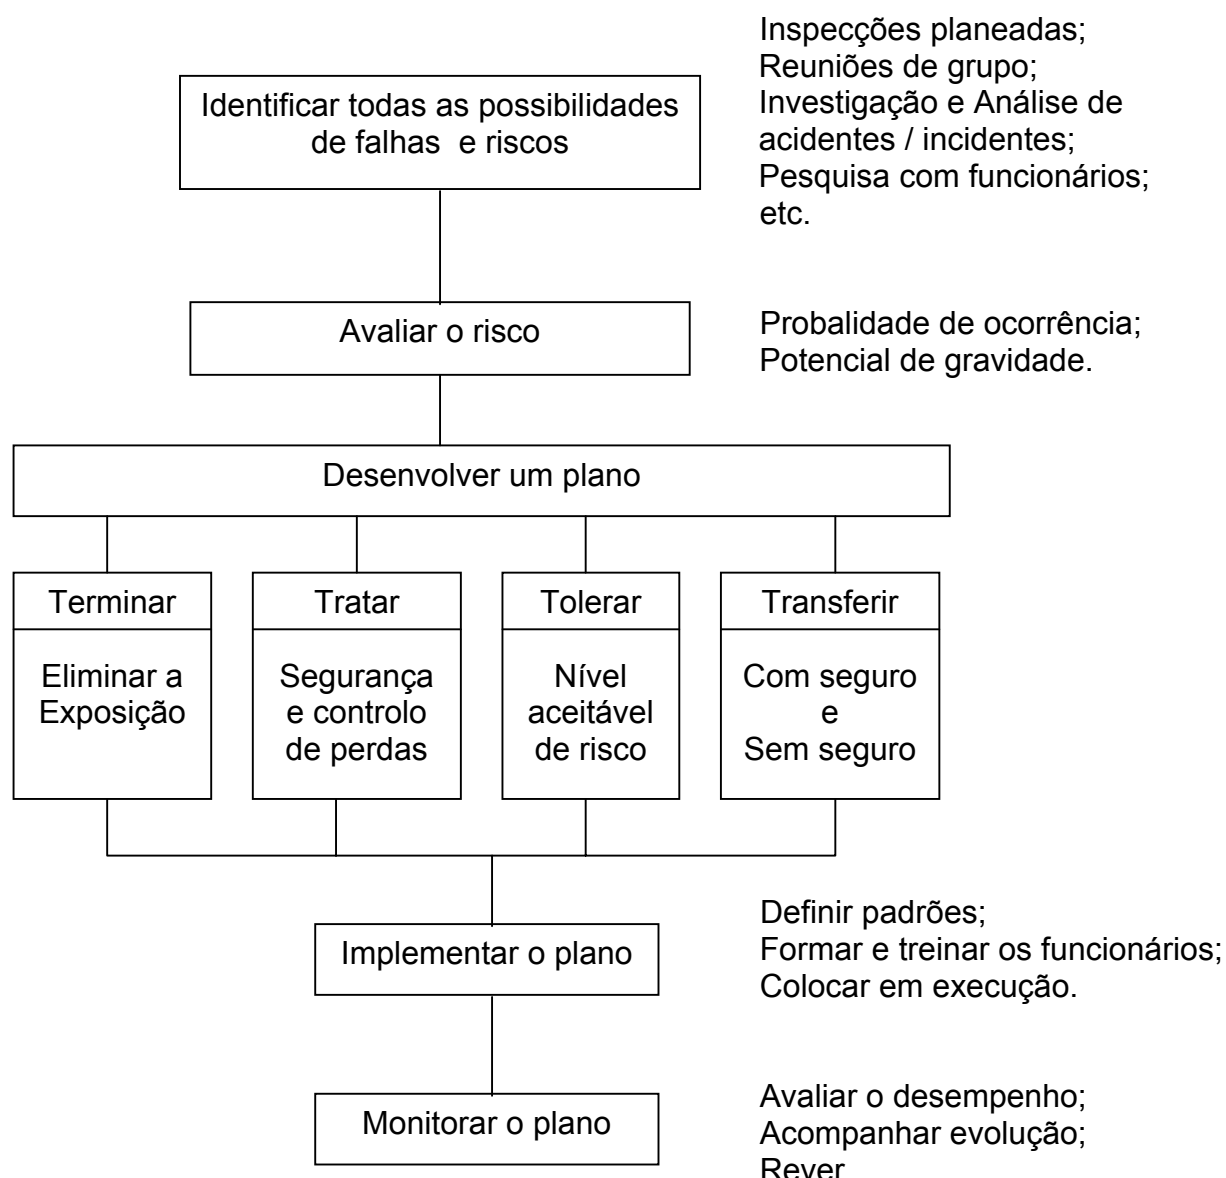 Inspecções planeadas;
Reuniões de grupo;
Investigação e Análise de
acidentes / incidentes;
Pesquisa com funcionários;
etc.
Identificar todas as possibilidades
de falhas e riscos
Avaliar o risco
Probalidade de ocorrência;
Potencial de gravidade.
Desenvolver um plano
Terminar
Eliminar a
Exposição
Tratar
Segurança
e controlo
de perdas
Tolerar
Nível
aceitável
de risco
Transferir
Com seguro
e
Sem seguro
Implementar o plano
Definir padrões;
Formar e treinar os funcionários;
Colocar em execução.
Monitorar o plano
Avaliar o desempenho;
Acompanhar evolução;
Rever